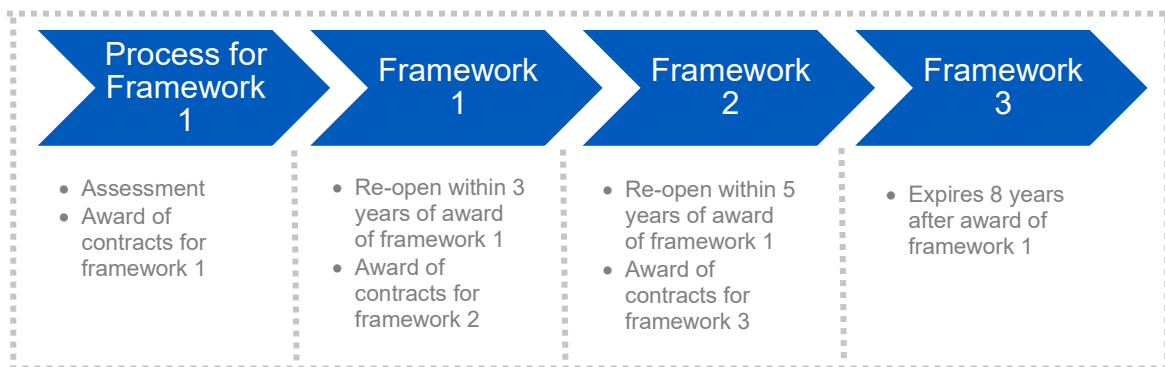 Process for
Framework
1
Framework
1
Framework
2
Framework
3
• Assessment
• Award of
contracts for
framework 1
• Re-open within 3
years of award
of framework 1
• Award of
contracts for
framework 2
• Re-open within 5
years of award
of framework 1
• Award of
contracts for
framework 3
• Expires 8 years
after award of
framework 1